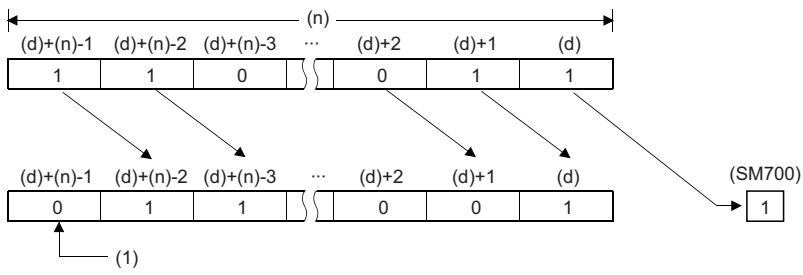 (n)
(d)+(n)-1 (d)+(n)-2 (d)+(n)-3 ... (d)+2 (d)+1 (d)
1 1 0 0 1 1
(d)+(n)-1 (d)+(n)-2 (d)+(n)-3 ... (d)+2 (d)+1 (d) (SM700)
0 1 1 0 0 1 1
(1)